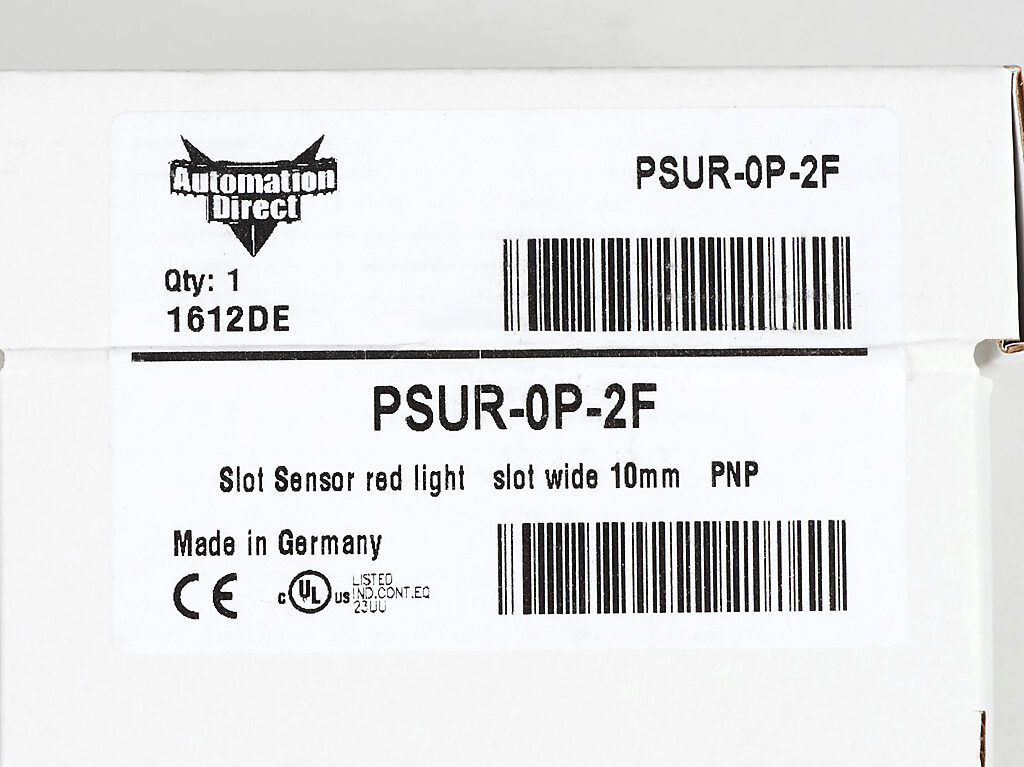 Automation
Direct
PSUR-0P-2F
Qty: 1
1612DE
PSUR-0P-2F
Slot Sensor red light slot wide 10mm PNP
Made in Germany
CE
c UL us LISTED
IND.CONT.EQ
23UU